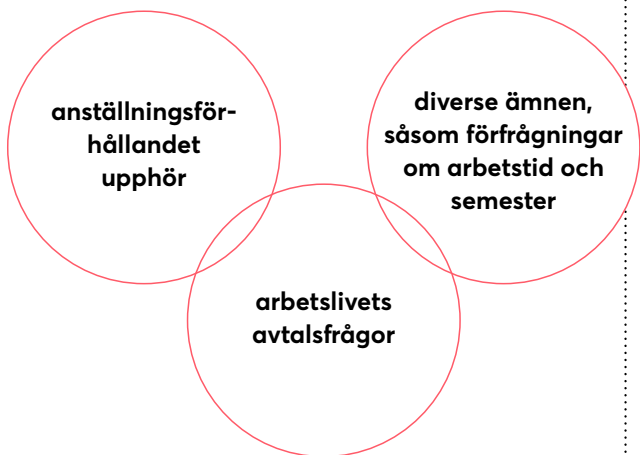 anställningsför-
hållandet
upphör
diverse ämnen,
såsom förfrågningar
om arbetstid och
semester
arbetslivets
avtalsfrågor